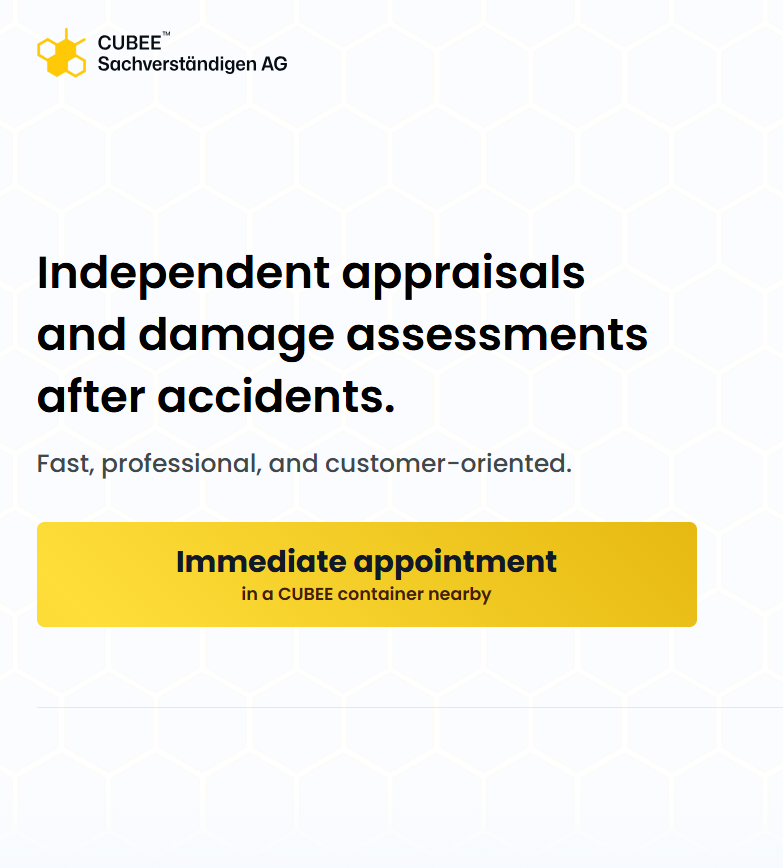 CUBEE™
Sachverständigen AG
Independent appraisals
and damage assessments
after accidents.
Fast, professional, and customer-oriented.
Immediate appointment
in a CUBEE container nearby